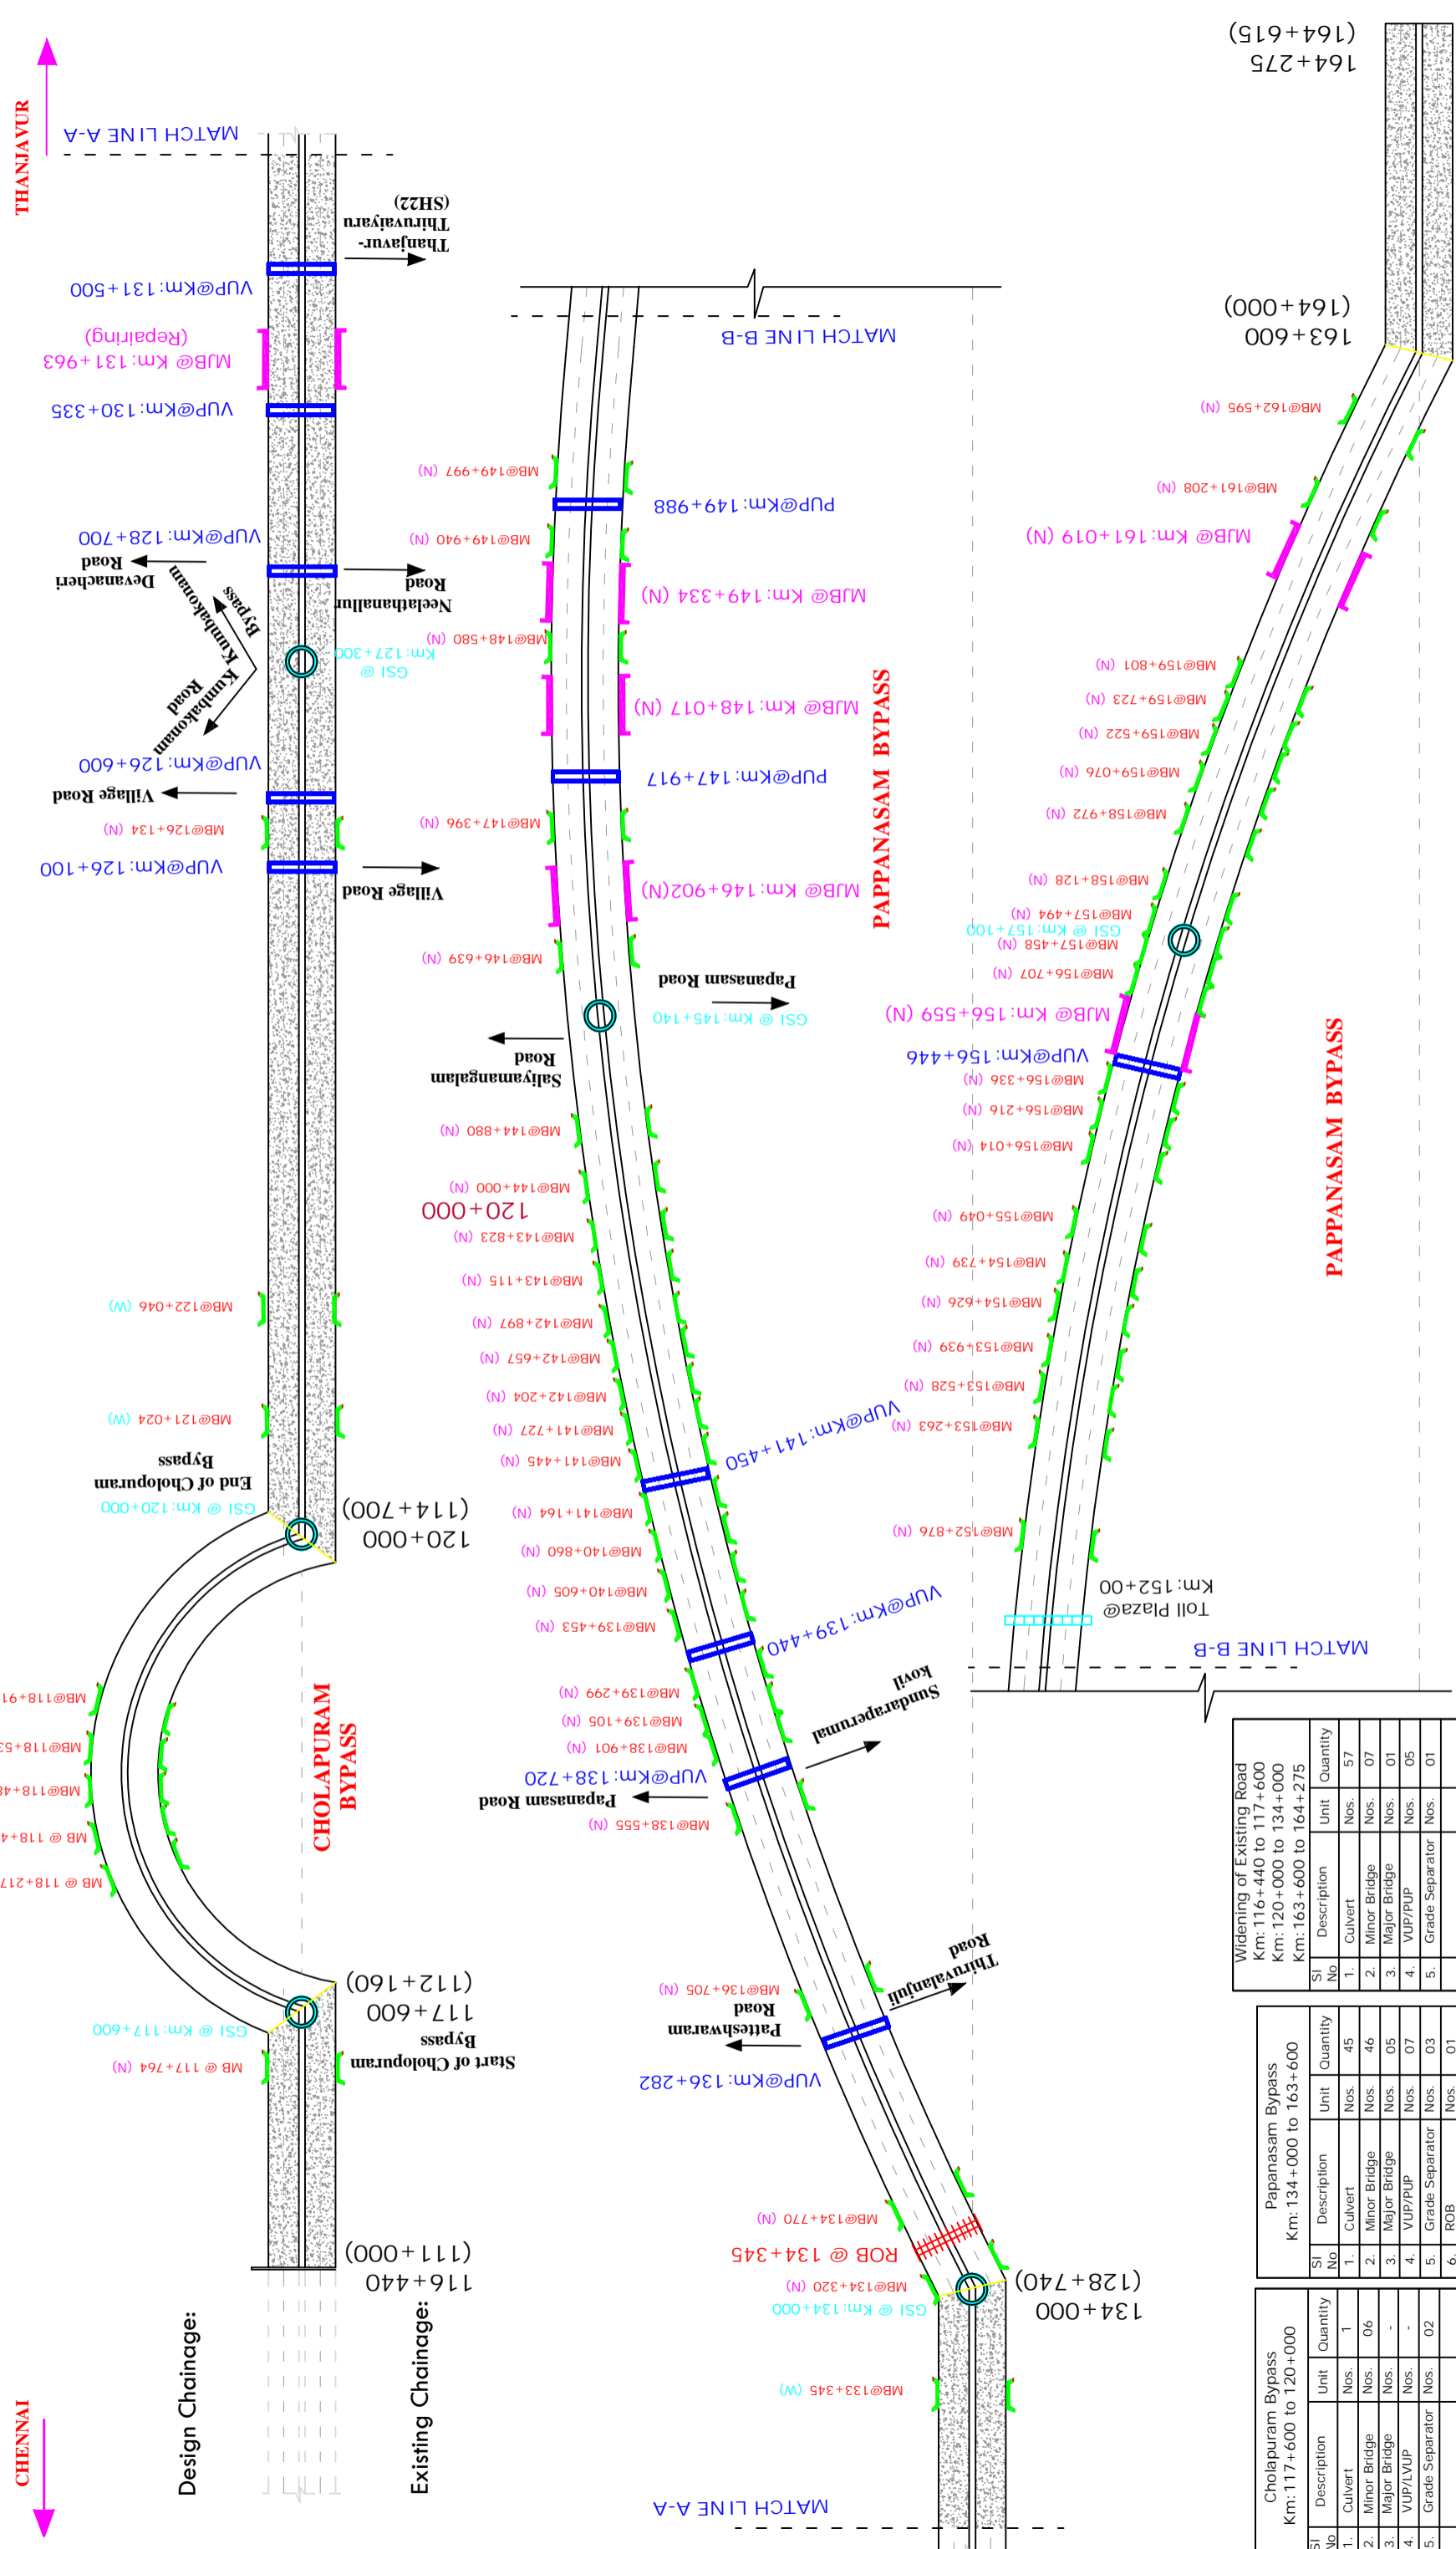 THANJAVUR
MATCH LINE A-A
Thanjavur-
Thiruvaiyaru
(SH22)
VUP@Km:131+500
MJB@ Km:131+963
(Repairing)
VUP@Km:130+335
VUP@Km:128+700
Devanacheri
Road
Neelathanallur
Road
Kumbakonam
Bypass
Kumbakonam
Road
GSI @
Km:127+300
VUP@Km:126+600
Village Road
MB@126+134 (N)
VUP@Km:126+100
Village Road
MB@122+046 (W)
MB@121+024 (W)
End of Cholopuram
Bypass
GSI @ Km:120+000
120+000
(114+700)
CHOLAPURAM
BYPASS
MB@118+91
MB@118+53
MB@118+48
MB @ 118+4
MB @ 118+217
117+600
(112+160)
GSI @ Km:117+600
Start of Cholopuram
Bypass
MB @ 117+764 (N)
116+440
(111+000)
Design Chainage:
Existing Chainage:
CHENNAI
MATCH LINE B-B
MB@149+997 (N)
PUP@Km:149+988
MB@149+940 (N)
MJB@ Km:149+334 (N)
MB@148+580 (N)
MJB@ Km:148+017 (N)
PUP@Km:147+917
MB@147+396 (N)
MJB@ Km:146+902(N)
MB@146+639 (N)
PAPPANASAM BYPASS
Papanasam Road
GSI @ Km:145+140
Saliyamangalam
Road
MB@144+880 (N)
MB@144+000 (N)
120+000
MB@143+823 (N)
MB@143+115 (N)
MB@142+897 (N)
MB@142+657 (N)
MB@142+204 (N)
MB@141+727 (N)
MB@141+445 (N)
VUP@Km:141+450
MB@141+164 (N)
MB@140+860 (N)
MB@140+605 (N)
MB@139+453 (N)
VUP@Km:139+440
MB@139+299 (N)
MB@139+105 (N)
MB@138+901 (N)
VUP@Km:138+720
Sundaraperumal
kovil
Papanasam Road
MB@138+555 (N)
MB@136+705 (N)
Patteshwaram
Road
Thiruvalanjuli
Road
VUP@Km:136+282
MB@134+770 (N)
ROB @ 134+345
MB@134+320 (N)
GSI @ Km:134+000
134+000
(128+740)
MB@133+345 (W)
MATCH LINE A-A
164+275
(164+615)
163+600
(164+000)
MB@162+595 (N)
MB@161+208 (N)
MJB@ Km:161+019 (N)
MB@159+801 (N)
MB@159+723 (N)
MB@159+522 (N)
MB@159+076 (N)
MB@158+972 (N)
MB@158+128 (N)
MB@157+494 (N)
GSI @ Km:157+100
MB@157+458 (N)
MB@156+707 (N)
MJB@ Km:156+559 (N)
VUP@Km:156+446
MB@156+336 (N)
MB@156+216 (N)
MB@156+014 (N)
MB@155+049 (N)
MB@154+739 (N)
MB@154+626 (N)
MB@153+939 (N)
MB@153+528 (N)
MB@153+263 (N)
MB@152+876 (N)
PAPPANASAM BYPASS
Toll Plaza@
Km:152+00
MATCH LINE B-B
Widening of Existing Road
Km:116+440 to 117+600
Km:120+000 to 134+000
Km:163+600 to 164+275
SI No Description Unit Quantity
1. Culvert Nos. 57
2. Minor Bridge Nos. 07
3. Major Bridge Nos. 01
4. VUP/PUP Nos. 05
5. Grade Separator Nos. 01
Papanasam Bypass
Km:134+000 to 163+600
SI No Description Unit Quantity
1. Culvert Nos. 45
2. Minor Bridge Nos. 46
3. Major Bridge Nos. 05
4. VUP/PUP Nos. 07
5. Grade Separator Nos. 03
6. ROB Nos. 01
Cholapuram Bypass
Km:117+600 to 120+000
SI No Description Unit Quantity
1. Culvert Nos. 1
2. Minor Bridge Nos. 06
3. Major Bridge Nos. -
4. VUP/LVUP Nos. -
5. Grade Separator Nos. 02